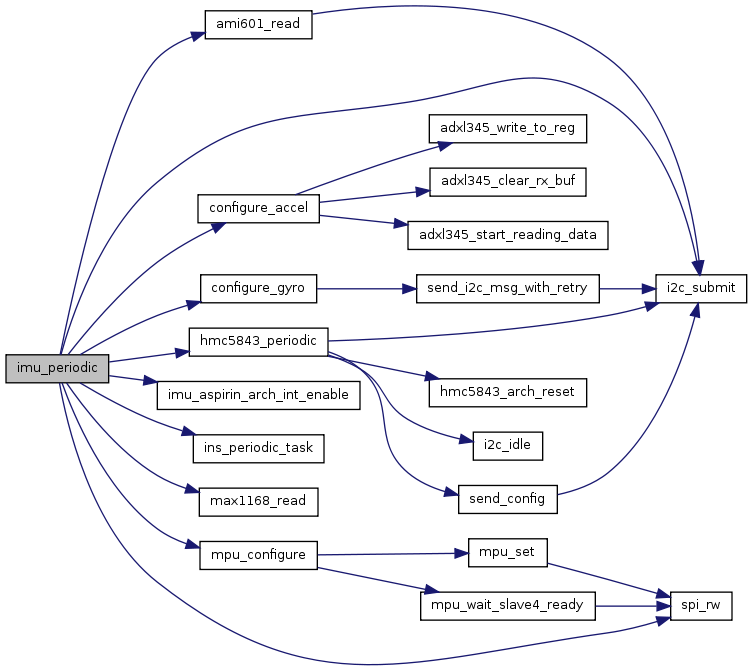 ami601_read
adxl345_write_to_reg
adxl345_clear_rx_buf
configure_accel
adxl345_start_reading_data
configure_gyro
send_i2c_msg_with_retry
i2c_submit
hmc5843_periodic
imu_periodic
imu_aspirin_arch_int_enable
hmc5843_arch_reset
ins_periodic_task
i2c_idle
max1168_read
send_config
mpu_configure
mpu_set
mpu_wait_slave4_ready
spi_rw